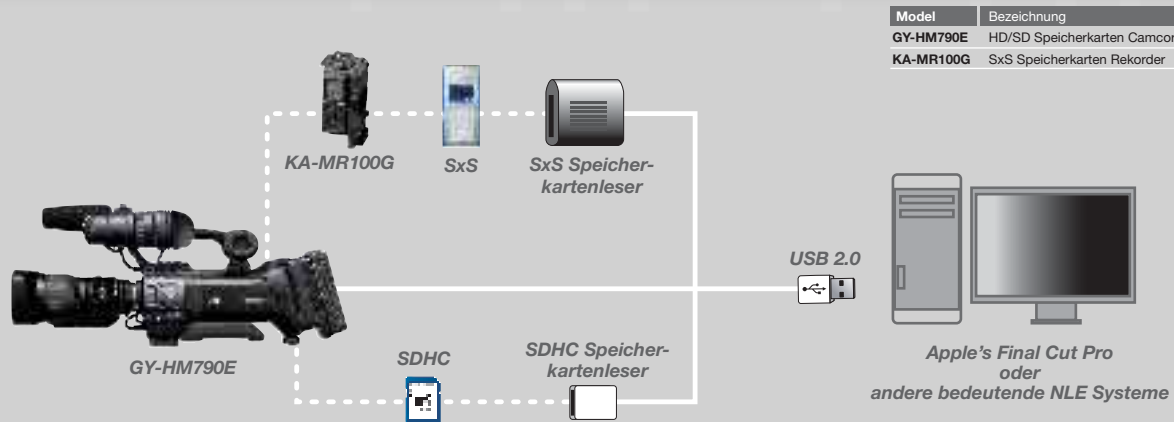 Model Bezeichnung
GY-HM790E HD/SD Speicherkarten
KA-MR100G SxS Speicherkarten Rekorder
KA-MR100G
SxS
SxS Speicher-
kartenleser
USB 2.0
GY-HM790E
SDHC
SDHC Speicher-
kartenleser
Apple's Final Cut Pro
oder
andere bedeutende NLE Systeme